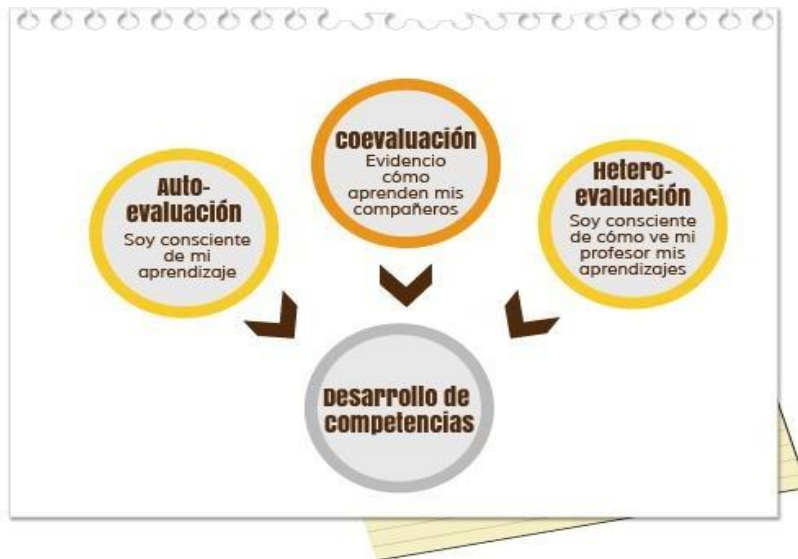 Auto-
evaluación
Soy consciente
de mi
aprendizaje
coevaluación
Evidencio
cómo
aprenden mis
compañeros
Hetero-
evaluación
Soy consciente
de cómo ve mi
profesor mis
aprendizajes
Desarrollo de
competencias